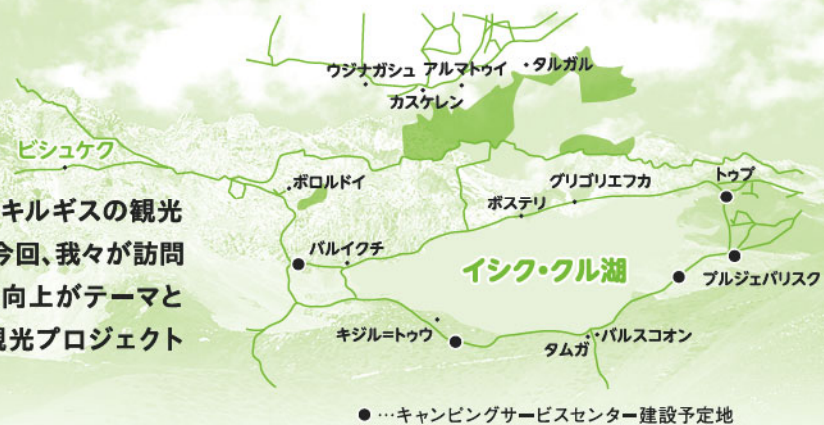 ウジナガシュ アルマトゥイ ・タルガル
カスケレン
ビシュケク
ボロルドイ
グリゴリエフカ
トゥプ
ボステリ
キルギスの観光
今回、我々が訪問
向上がテーマと
観光プロジェクト
バルイクチ
イシク・クル湖
プルジェバリスク
キジル=トゥウ
タムガ
・バルスコオン
●…キャンピングサービスセンター建設予定地